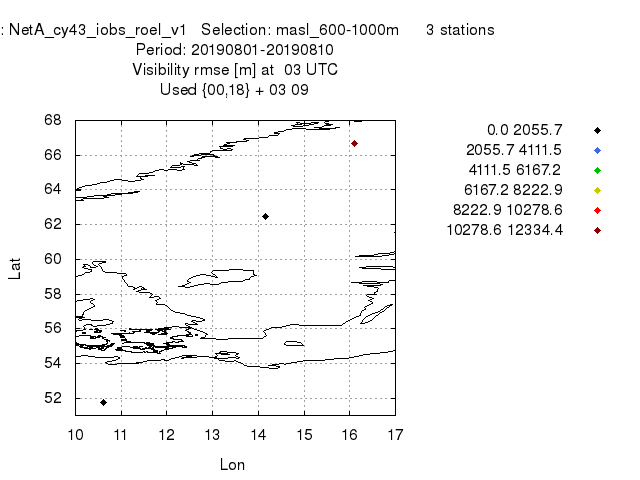 : NetA_cy43_iobs_roel_v1 Selection: masl_600-1000m 3 stations
Period: 20190801-20190810
Visibility rmse [m] at 03 UTC
Used {00,18} + 03 09
0.0 2055.7
2055.7 4111.5
4111.5 6167.2
6167.2 8222.9
8222.9 10278.6
10278.6 12334.4
68
66
64
62
60
58
56
54
52
Lat
10 11 12 13 14 15 16 17
Lon